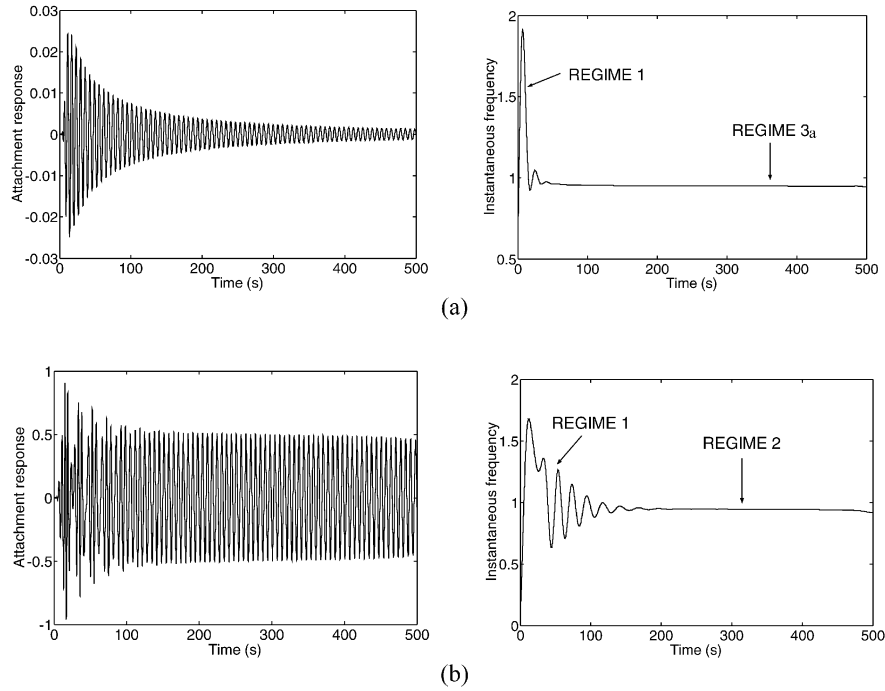 0.03
0.02
0.01
0
-0.01
-0.02
-0.03
0 100 200 300 400 500
Attachment response
Time (s)
2
1.5
1
0.5
0 100 200 300 400 500
Instantaneous frequency
Time (s)
REGIME 1
REGIME 3a
(a)
1
0.5
0
-0.5
-1
0 100 200 300 400 500
Attachment response
Time (s)
2
1.5
1
0.5
0
0 100 200 300 400 500
Instantaneous frequency
Time (s)
REGIME 1
REGIME 2
(b)